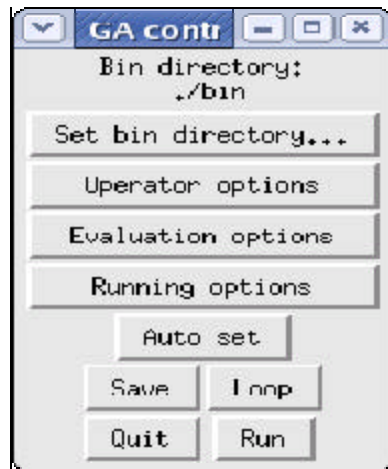 GA contr
Bin directory:
./bin
Set bin directory...
Operator options
Evaluation options
Running options
Auto set
Save Loop
Quit Run